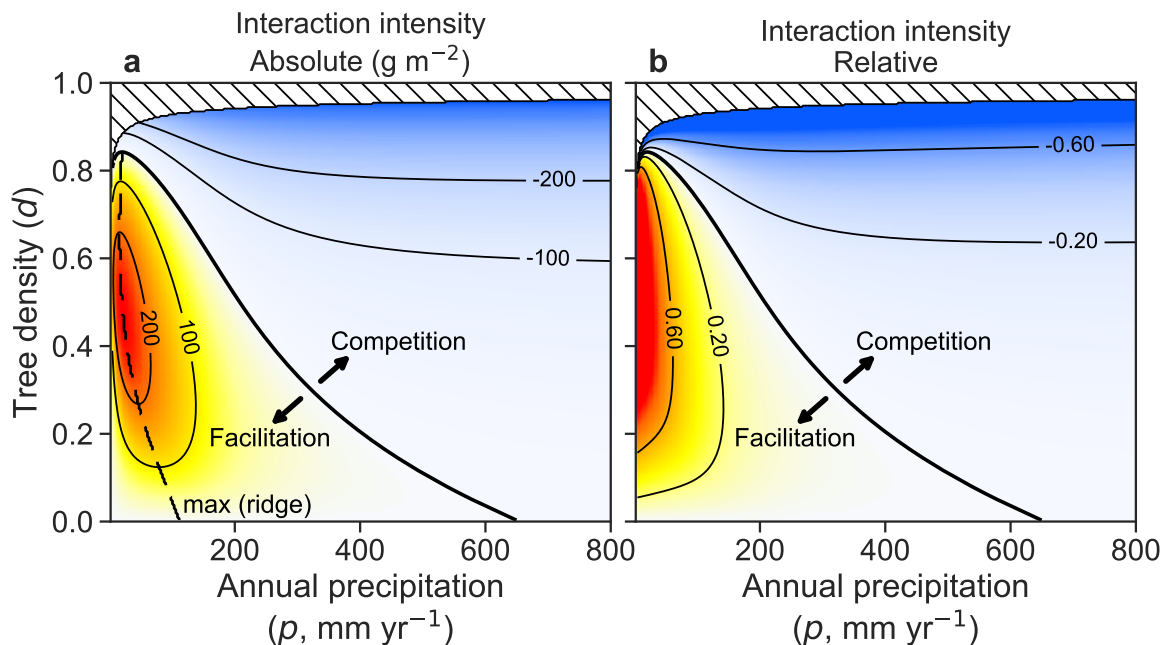 Interaction intensity
Absolute (g m⁻²)
a
Interaction intensity
Relative
b
Tree density (d)
1.0
0.8
0.6
0.4
0.2
0.0
-200
-100
200
100
Competition
Facilitation
max (ridge)
200
400
600
800
Annual precipitation
(p, mm yr⁻¹)
-0.60
-0.20
0.60
0.20
Competition
Facilitation
200
400
600
800
Annual precipitation
(p, mm yr⁻¹)